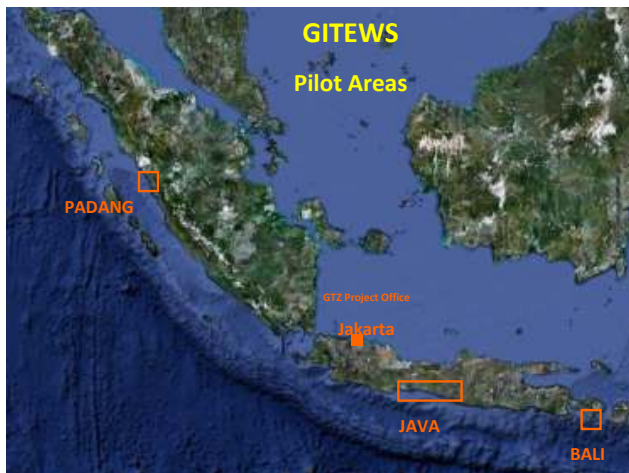 GITEWS
Pilot Areas
PADANG
GTZ Project Office
Jakarta
JAVA
BALI